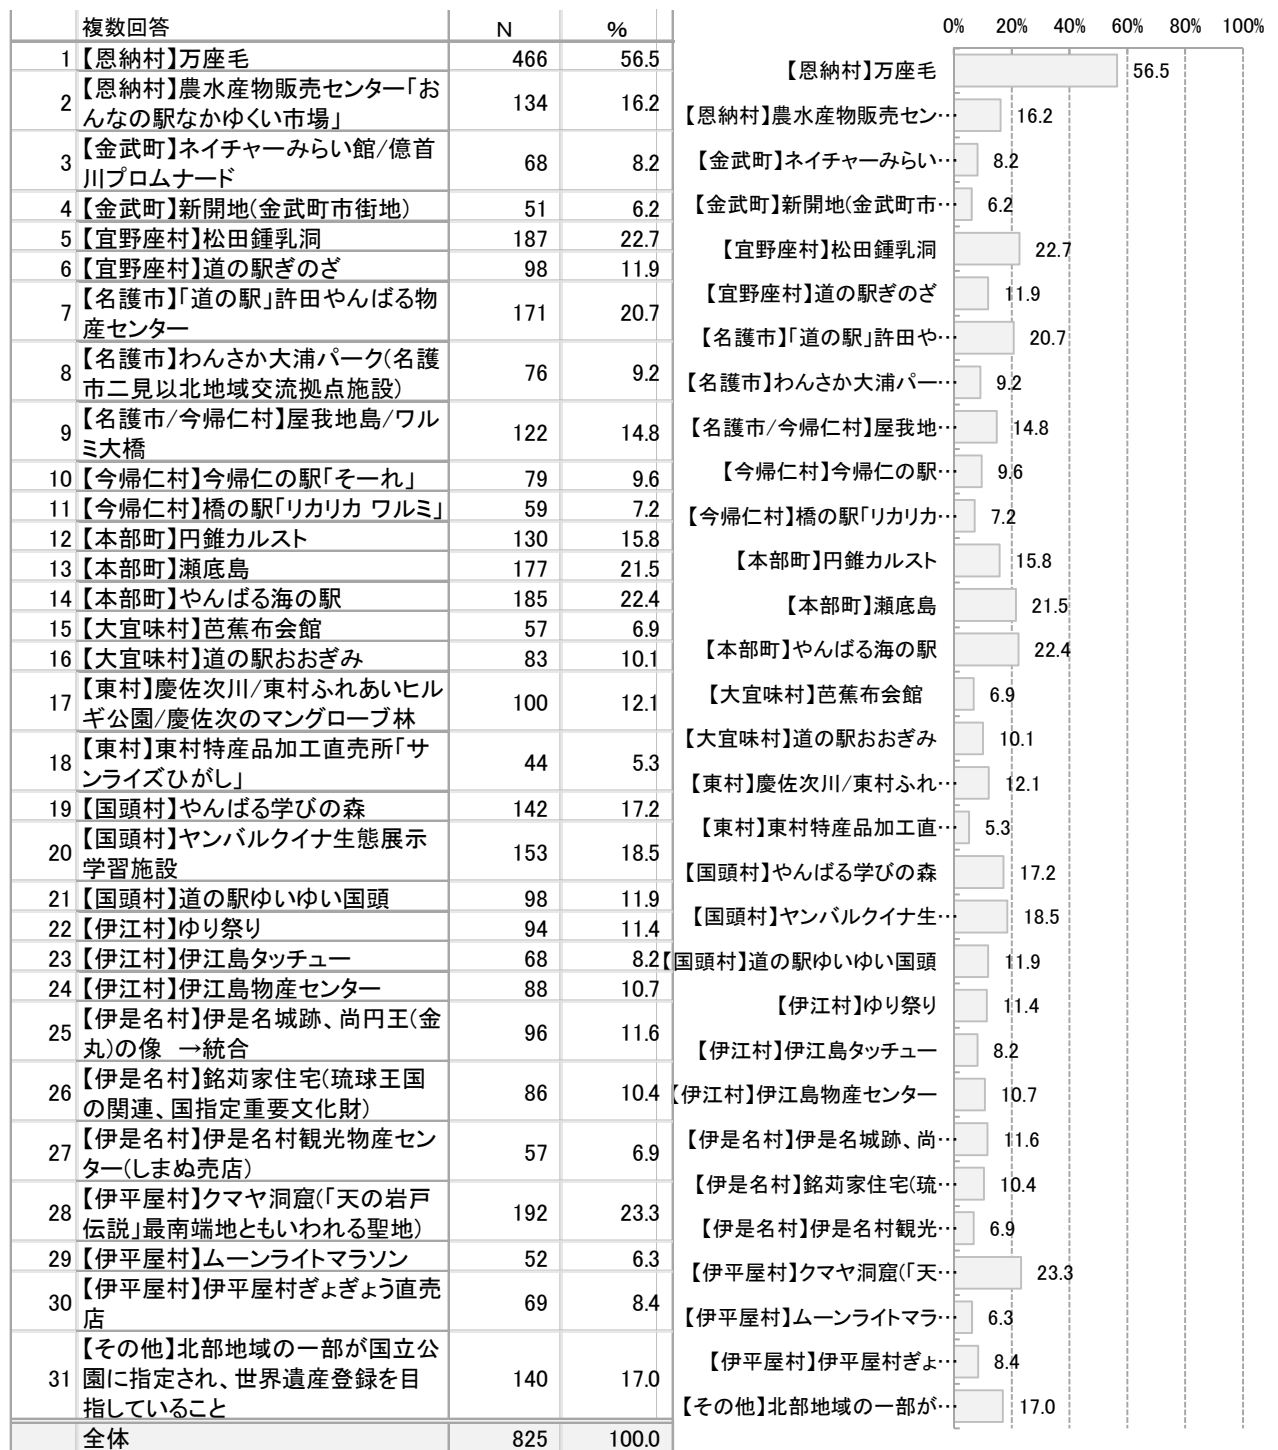 複数回答 N %
1 【恩納村】万座毛 466 56.5
2 【恩納村】農水産物販売センター「お
んなの駅なかゆくい市場」 134 16.2
3 【金武町】ネイチャーみらい館/億首
川プロムナード 68 8.2
4 【金武町】新開地(金武町市街地) 51 6.2
5 【宜野座村】松田鍾乳洞 187 22.7
6 【宜野座村】道の駅ぎのざ 98 11.9
7 【名護市】「道の駅」許田やんばる物
産センター 171 20.7
8 【名護市】わんさか大浦パーク(名護
市二見以北地域交流拠点施設) 76 9.2
9 【名護市/今帰仁村】屋我地島/ワル
ミ大橋 122 14.8
10 【今帰仁村】今帰仁の駅「そーれ」 79 9.6
11 【今帰仁村】橋の駅「リカリカ ワルミ」 59 7.2
12 【本部町】円錐カルスト 130 15.8
13 【本部町】瀬底島 177 21.5
14 【本部町】やんばる海の駅 185 22.4
15 【大宜味村】芭蕉布会館 57 6.9
16 【大宜味村】道の駅おおぎみ 83 10.1
17 【東村】慶佐次川/東村ふれあいヒル
ギ公園/慶佐次のマングローブ林 100 12.1
18 【東村】東村特産品加工直売所「サ
ンライズひがし」 44 5.3
19 【国頭村】やんばる学びの森 142 17.2
20 【国頭村】ヤンバルクイナ生態展示
学習施設 153 18.5
21 【国頭村】道の駅ゆいゆい国頭 98 11.9
22 【伊江村】ゆり祭り 94 11.4
23 【伊江村】伊江島タッチュー 68 8.2
24 【伊江村】伊江島物産センター 88 10.7
25 【伊是名村】伊是名城跡、尚円王(金
丸)の像 →統合 96 11.6
26 【伊是名村】銘苅家住宅(琉球王国
の関連、国指定重要文化財) 86 10.4
27 【伊是名村】伊是名村観光物産セン
ター(しまぬ売店) 57 6.9
28 【伊平屋村】クマヤ洞窟(「天の岩戸
伝説」最南端地ともいわれる聖地) 192 23.3
29 【伊平屋村】ムーンライトマラソン 52 6.3
30 【伊平屋村】伊平屋村ぎょぎょう直売
店 69 8.4
31 【その他】北部地域の一部が国立公
園に指定され、世界遺産登録を目
指していること 140 17.0
全体 825 100.0
0% 20% 40% 60% 80% 100%
【恩納村】万座毛 56.5
【恩納村】農水産物販売セン… 16.2
【金武町】ネイチャーみらい… 8.2
【金武町】新開地(金武町市… 6.2
【宜野座村】松田鍾乳洞 22.7
【宜野座村】道の駅ぎのざ 11.9
【名護市】「道の駅」許田や… 20.7
【名護市】わんさか大浦パー… 9.2
【名護市/今帰仁村】屋我地… 14.8
【今帰仁村】今帰仁の駅… 9.6
【今帰仁村】橋の駅「リカリカ… 7.2
【本部町】円錐カルスト 15.8
【本部町】瀬底島 21.5
【本部町】やんばる海の駅 22.4
【大宜味村】芭蕉布会館 6.9
【大宜味村】道の駅おおぎみ 10.1
【東村】慶佐次川/東村ふれ… 12.1
【東村】東村特産品加工直… 5.3
【国頭村】やんばる学びの森 17.2
【国頭村】ヤンバルクイナ生… 18.5
【国頭村】道の駅ゆいゆい国頭 11.9
【伊江村】ゆり祭り 11.4
【伊江村】伊江島タッチュー 8.2
【伊江村】伊江島物産センター 10.7
【伊是名村】伊是名城跡、尚… 11.6
【伊是名村】銘苅家住宅(琉… 10.4
【伊是名村】伊是名村観光… 6.9
【伊平屋村】クマヤ洞窟(「天… 23.3
【伊平屋村】ムーンライトマラ… 6.3
【伊平屋村】伊平屋村ぎょ… 8.4
【その他】北部地域の一部が… 17.0